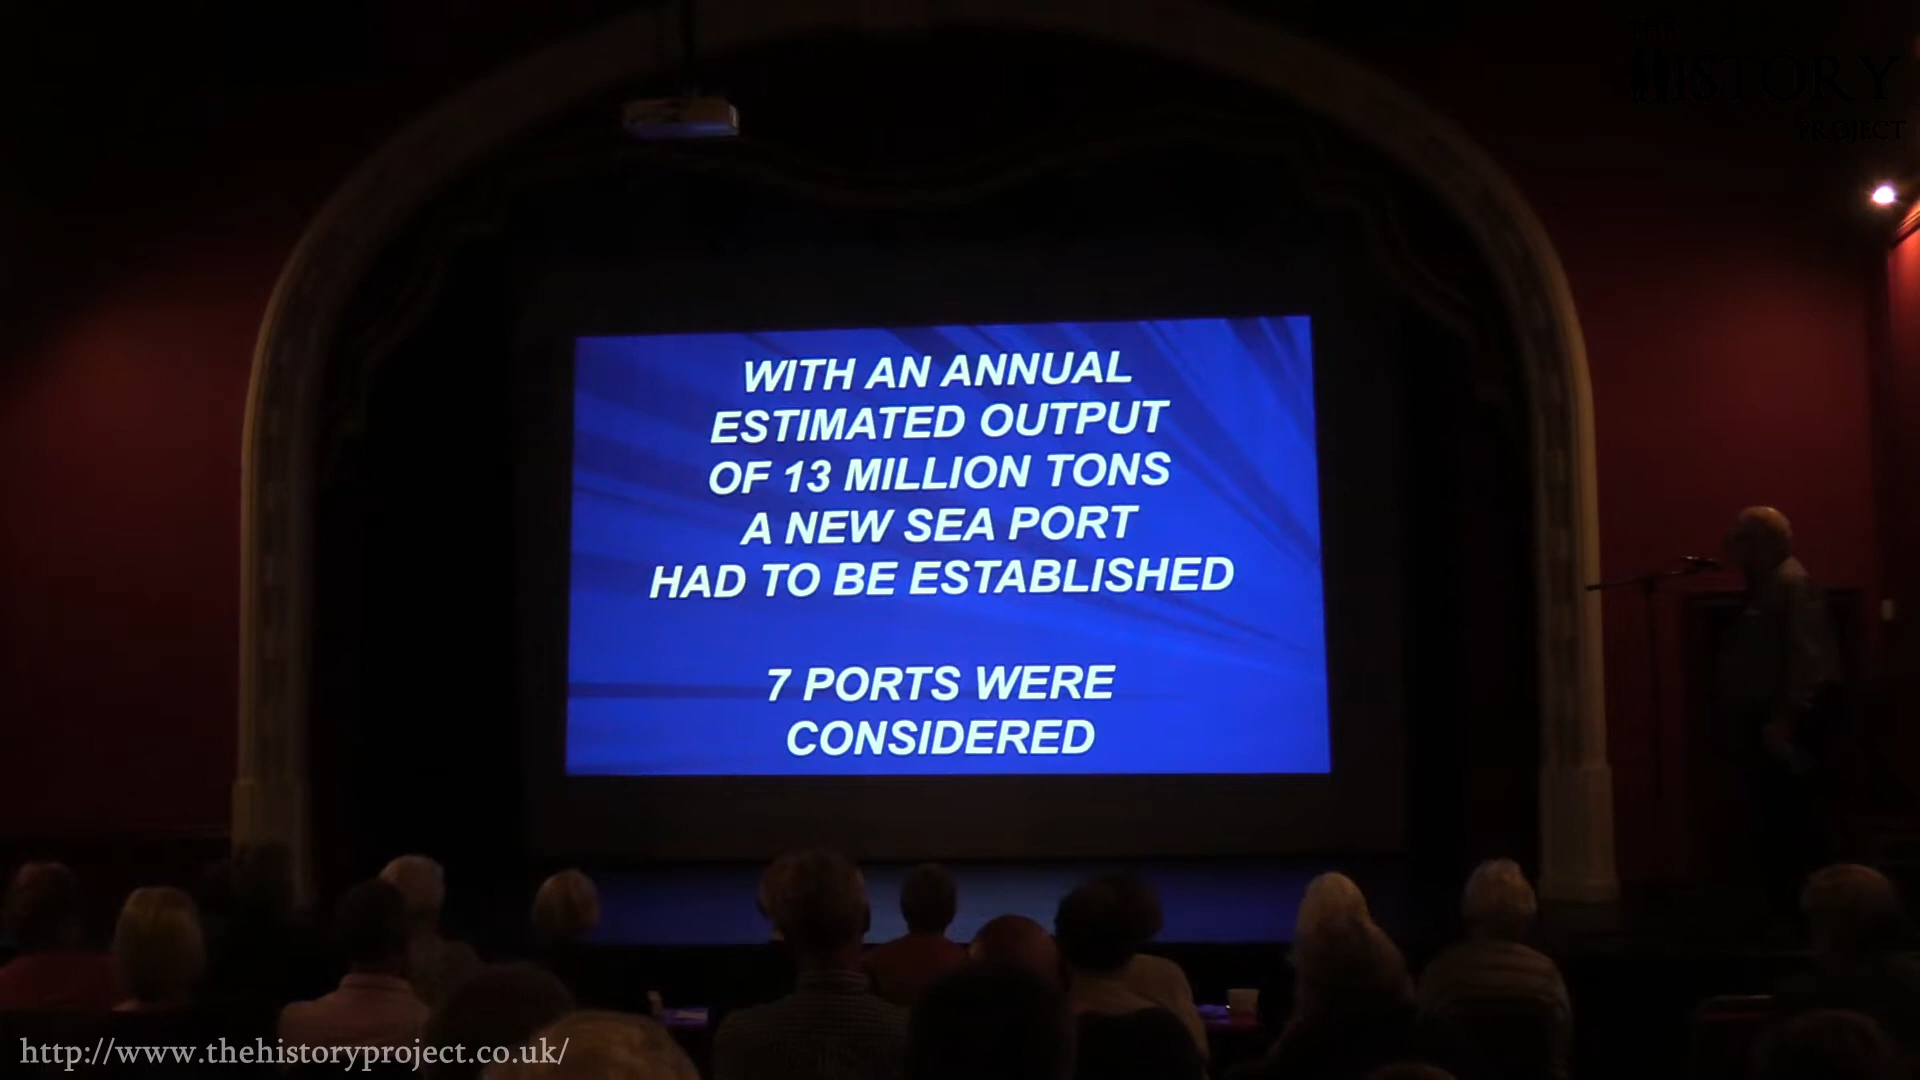 THE
HISTORY
PROJECT
WITH AN ANNUAL
ESTIMATED OUTPUT
OF 13 MILLION TONS
A NEW SEA PORT
HAD TO BE ESTABLISHED
7 PORTS WERE
CONSIDERED
http://www.thehistoryproject.co.uk/